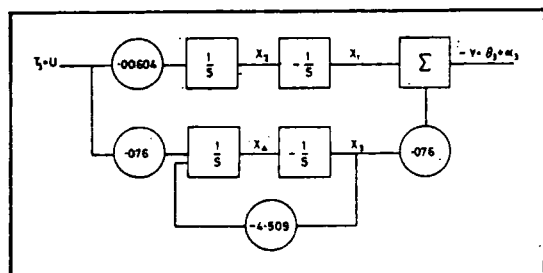 T₃=U
·00604
1/S
X₂
-1/S
X₁
Σ
- Y= θ₃+α₃
·076
1/S
X₄
-1/S
X₃
·076
-4·509